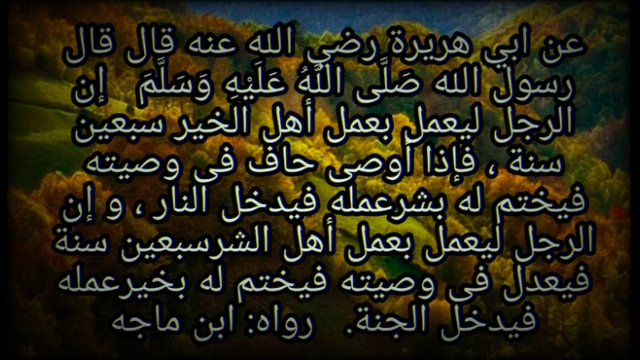 عن ابي هريرة رضي الله عنه قال قال
رسول الله صَلَّى اللَّهُ عَلَيْهِ وَسَلَّمَ إن
الرجل ليعمل بعمل أهل الخير سبعين
سنة ، فإذا أوصى حاف فى وصيته
فيختم له بشرعمله فيدخل النار ، و إن
الرجل ليعمل بعمل أهل الشرسبعين سنة
فيعدل فى وصيته فيختم له بخيرعمله
فيدخل الجنة. رواه: ابن ماجه